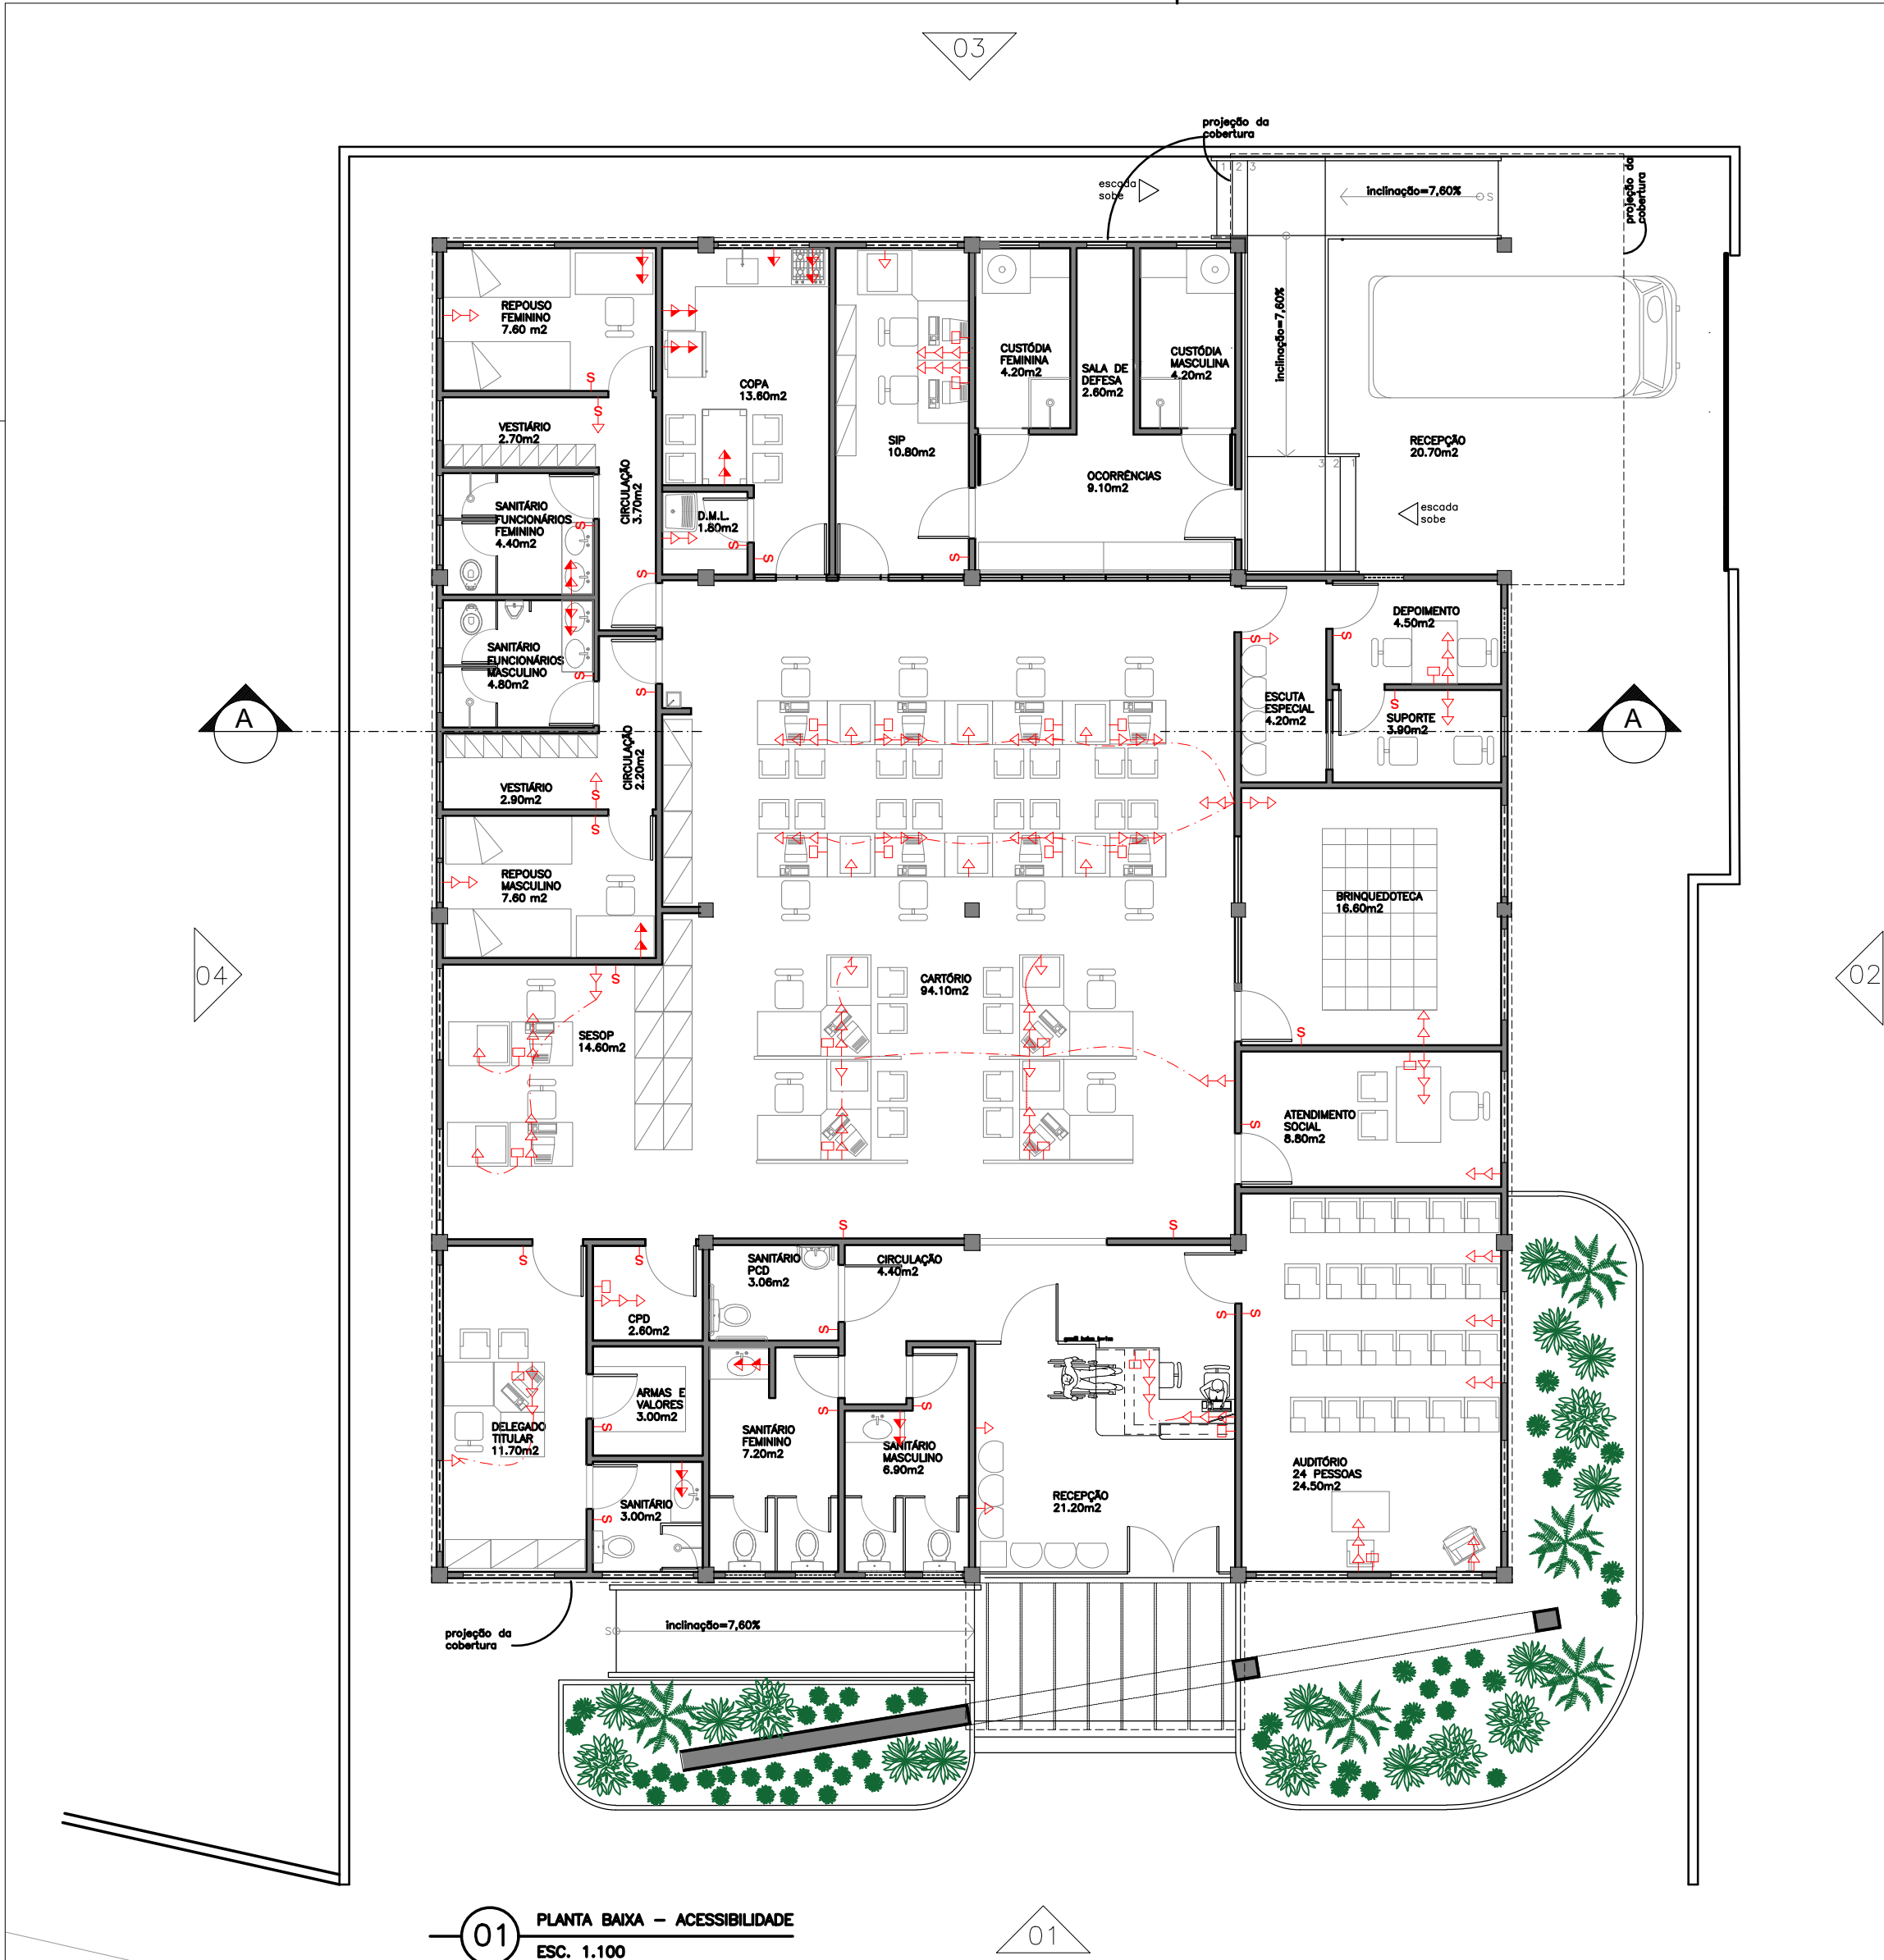 03
projeção da
cobertura
1 2 3
escada
sobe
inclinação=7,60%
S
projeção da
cobertura
REPOUSO
FEMININO
7.60 m2
COPA
13.60m2
SIP
10.80m2
CUSTÓDIA
FEMININA
4.20m2
SALA DE
DEFESA
2.60m2
CUSTÓDIA
MASCULINA
4.20m2
inclinação=7,60%
RECEPÇÃO
20.70m2
S
S
VESTIÁRIO
2.70m2
CIRCULAÇÃO
3.70m2
OCORRÊNCIAS
9.10m2
3 2 1
escada
sobe
SANITÁRIO
FUNCIONÁRIOS
FEMININO
4.40m2
S
D.M.L.
1.80m2
S
S
S
S
SANITÁRIO
FUNCIONÁRIOS
MASCULINO
4.80m2
S
S
DEPOIMENTO
4.50m2
S
S
ESCUTA
ESPECIAL
4.20m2
S
SUPORTE
3.90m2
A
A
CIRCULAÇÃO
2.20m2
VESTIÁRIO
2.90m2
S
S
REPOUSO
MASCULINO
7.60 m2
BRINQUEDOTECA
16.60m2
04
02
S
CARTÓRIO
94.10m2
SESOP
14.60m2
S
ATENDIMENTO
SOCIAL
8.80m2
S
S
S
S
S
SANITÁRIO
PCD
3.06m2
CIRCULAÇÃO
4.40m2
CPD
2.60m2
S
S
S
ARMAS E
VALORES
3.00m2
S
S
S
DELEGADO
TITULAR
11.70m2
SANITÁRIO
FEMININO
7.20m2
SANITÁRIO
MASCULINO
6.90m2
SANITÁRIO
3.00m2
S
RECEPÇÃO
21.20m2
AUDITÓRIO
24 PESSOAS
24.50m2
projeção da
cobertura
S
inclinação=7,60%
01
PLANTA BAIXA - ACESSIBILIDADE
ESC. 1.100
01